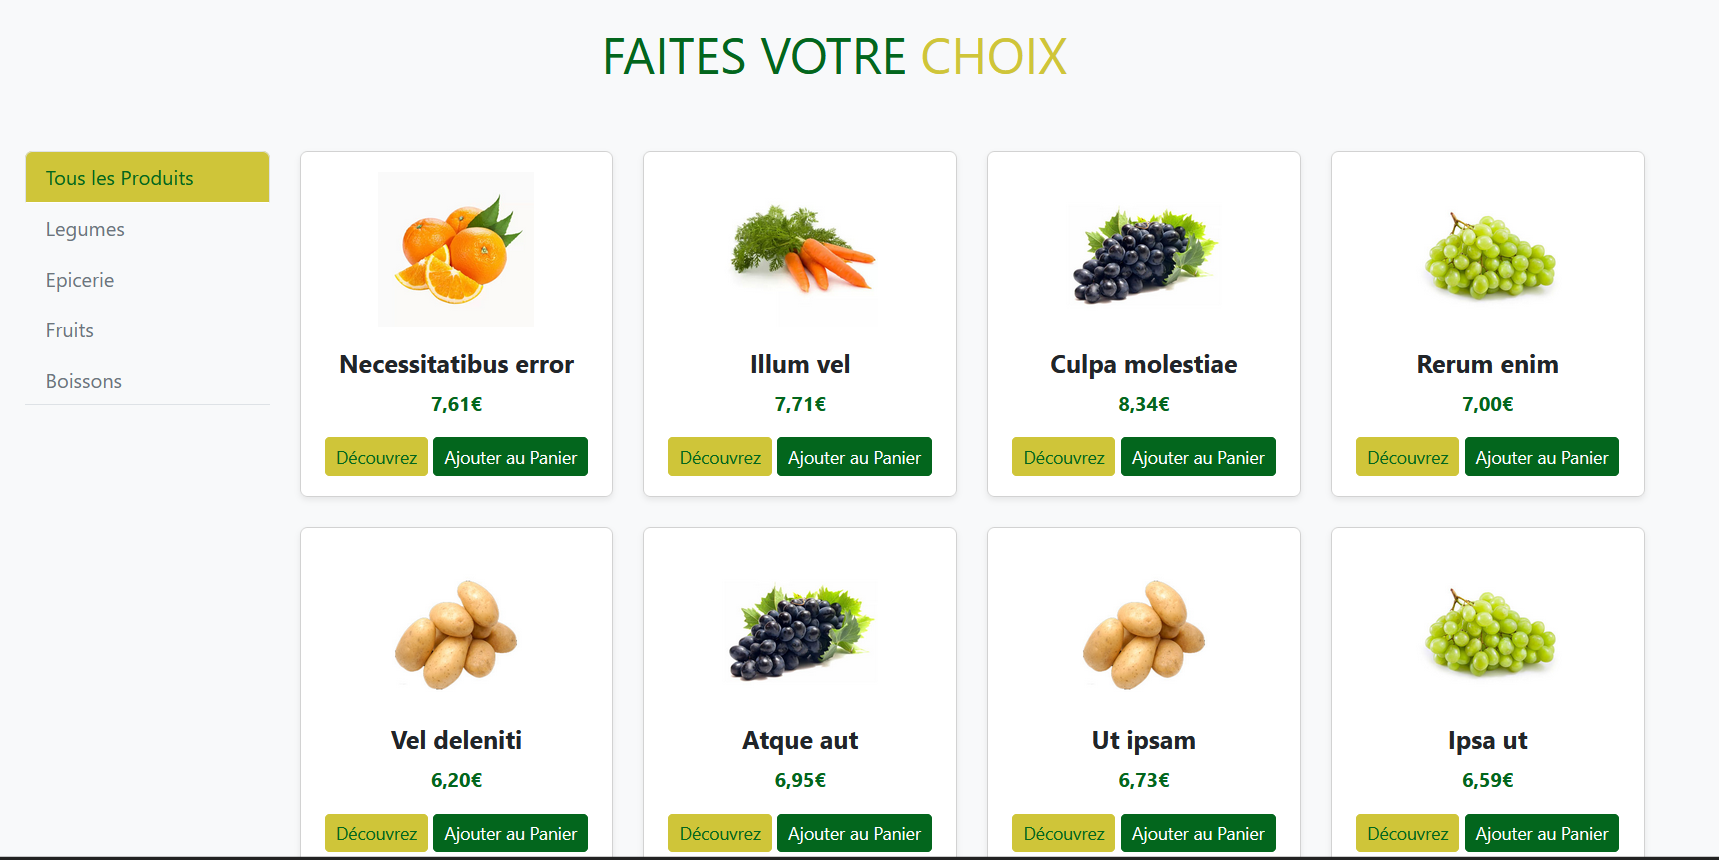 FAITES VOTRE CHOIX
Tous les Produits
Legumes
Epicerie
Fruits
Boissons
Necessitatibus error
7,61€
Découvrez Ajouter au Panier
Illum vel
7,71€
Découvrez Ajouter au Panier
Culpa molestiae
8,34€
Découvrez Ajouter au Panier
Rerum enim
7,00€
Découvrez Ajouter au Panier
Vel deleniti
6,20€
Découvrez Ajouter au Panier
Atque aut
6,95€
Découvrez Ajouter au Panier
Ut ipsam
6,73€
Découvrez Ajouter au Panier
Ipsa ut
6,59€
Découvrez Ajouter au Panier